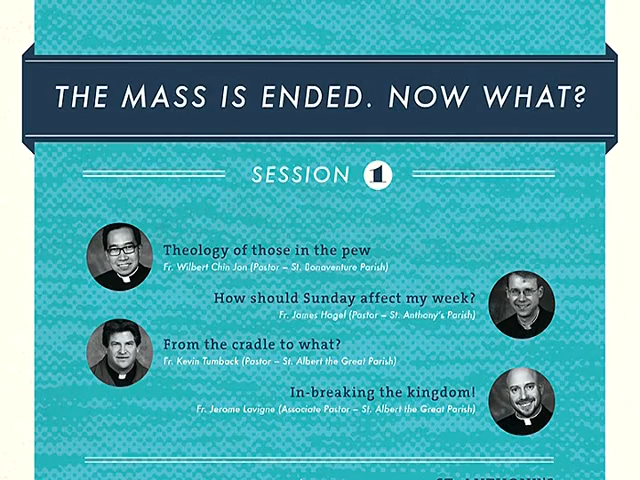 THE MASS IS ENDED. NOW WHAT?
SESSION 1
Theology of those in the pew
Fr. Wilbert Chin Jon (Pastor – St. Bonaventure Parish)
How should Sunday affect my week?
Fr. James Hagel (Pastor – St. Anthony's Parish)
From the cradle to what?
Fr. Kevin Tumback (Pastor – St. Albert the Great Parish)
In-breaking the kingdom!
Fr. Jerome Lavigne (Associate Pastor – St. Albert the Great Parish)